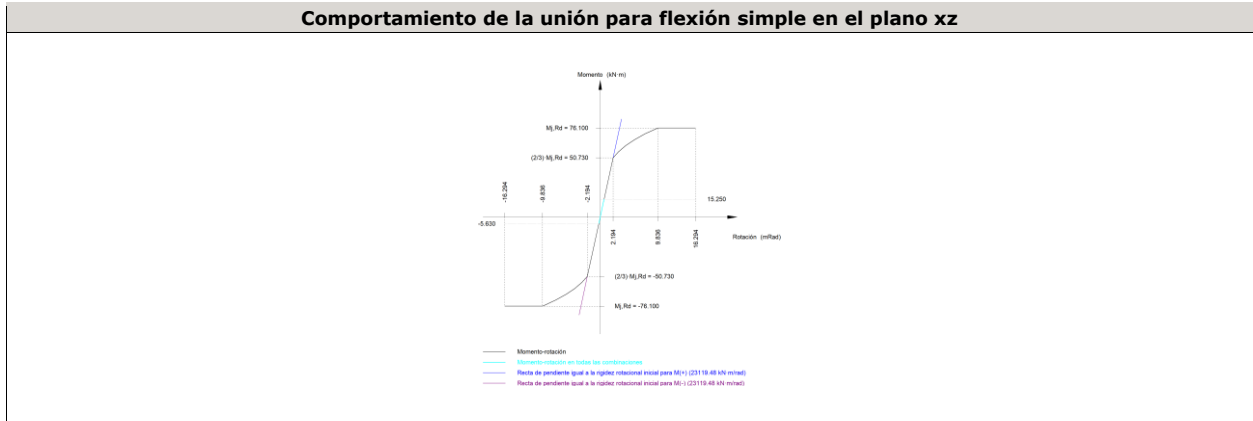 Comportamiento de la unión para flexión simple en el plano xz
Momento (kN·m)
Mj,Rd = 76.100
(2/3)·Mj,Rd = 50.730
-16.294
-9.836
-2.194
15.250
-5.630
2.194
9.836
16.294
Rotación (mRad)
(2/3)·Mj,Rd = -50.730
Mj,Rd = -76.100
Momento-rotación
Momento-rotación en todas las combinaciones
Recta de pendiente igual a la rigidez rotacional inicial para M(+) (23119.48 kN·m/rad)
Recta de pendiente igual a la rigidez rotacional inicial para M(-) (23119.48 kN·m/rad)